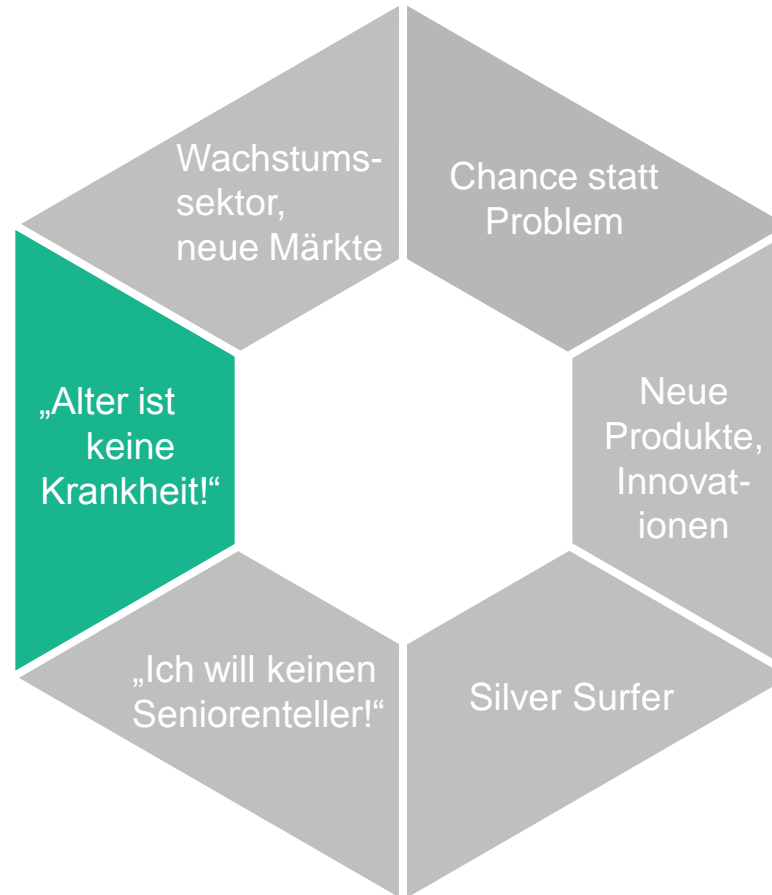 Wachstums-
sektor,
neue Märkte
Chance statt
Problem
„Alter ist
keine
Krankheit!“
Neue
Produkte,
Innovat-
ionen
„Ich will keinen
Seniorenteller!“
Silver Surfer